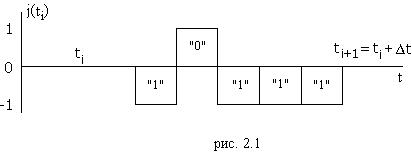 j(tᵢ)
1
"0"
tᵢ
tᵢ₊₁ = tᵢ + Δt
0
t
"1" "1" "1" "1"
-1
рис. 2.1